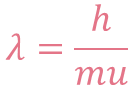 λ = h/mu